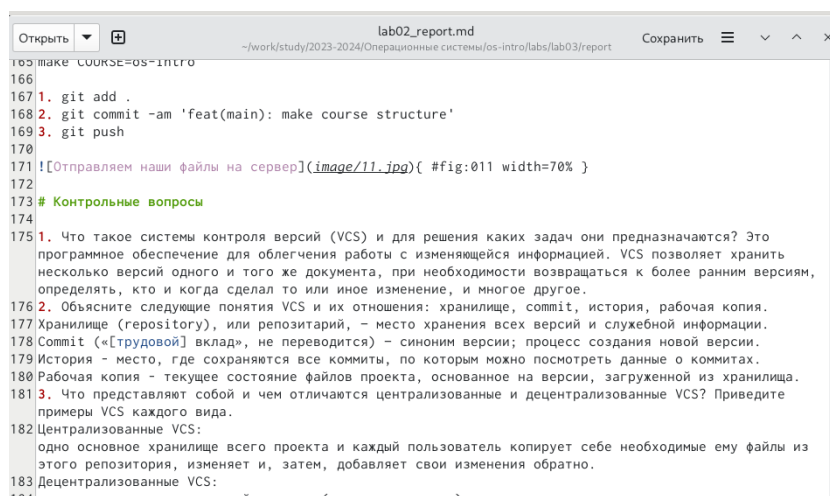 Открыть
lab02_report.md
~/work/study/2023-2024/Операционные системы/os-intro/labs/lab03/report
Сохранить
165 make COURSE=os-intro
166
167 1. git add .
168 2. git commit -am 'feat(main): make course structure'
169 3. git push
170
171 ![Отправляем наши файлы на сервер](image/11.jpg){ #fig:011 width=70% }
172
173 # Контрольные вопросы
174
175 1. Что такое системы контроля версий (VCS) и для решения каких задач они предназначаются? Это
программное обеспечение для облегчения работы с изменяющейся информацией. VCS позволяет хранить
несколько версий одного и того же документа, при необходимости возвращаться к более ранним версиям,
определять, кто и когда сделал то или иное изменение, и многое другое.
176 2. Объясните следующие понятия VCS и их отношения: хранилище, commit, история, рабочая копия.
177 Хранилище (repository), или репозитарий, – место хранения всех версий и служебной информации.
178 Commit («[трудовой] вклад», не переводится) – синоним версии; процесс создания новой версии.
179 История - место, где сохраняются все коммиты, по которым можно посмотреть данные о коммитах.
180 Рабочая копия - текущее состояние файлов проекта, основанное на версии, загруженной из хранилища.
181 3. Что представляют собой и чем отличаются централизованные и децентрализованные VCS? Приведите
примеры VCS каждого вида.
182 Централизованные VCS:
одно основное хранилище всего проекта и каждый пользователь копирует себе необходимые ему файлы из
этого репозитория, изменяет и, затем, добавляет свои изменения обратно.
183 Децентрализованные VCS: